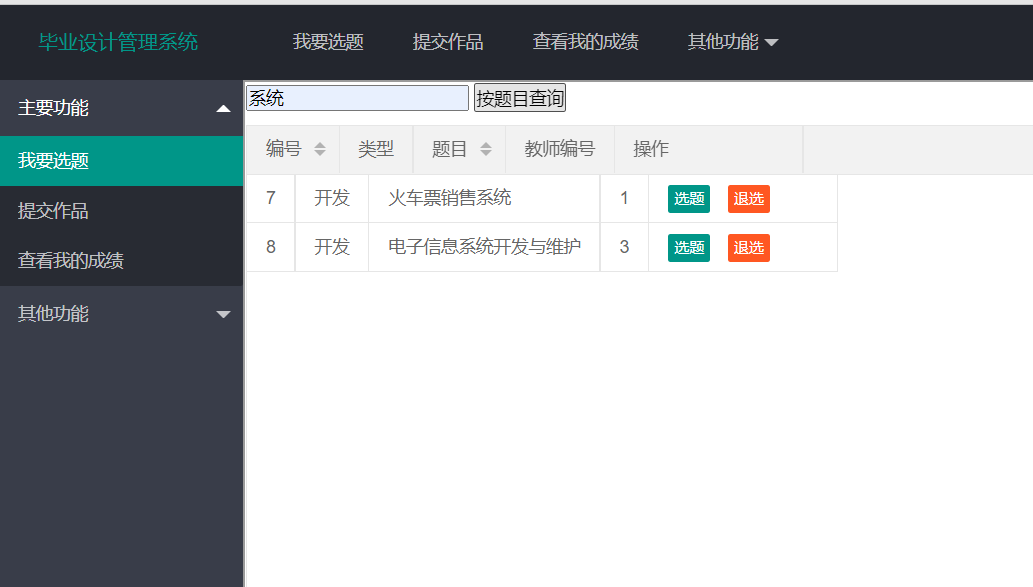 毕业设计管理系统 我要选题 提交作品 查看我的成绩 其他功能
主要功能
我要选题
提交作品
查看我的成绩
其他功能
系统 按题目查询
编号 类型 题目 教师编号 操作
7 开发 火车票销售系统 1 选题 退选
8 开发 电子信息系统开发与维护 3 选题 退选